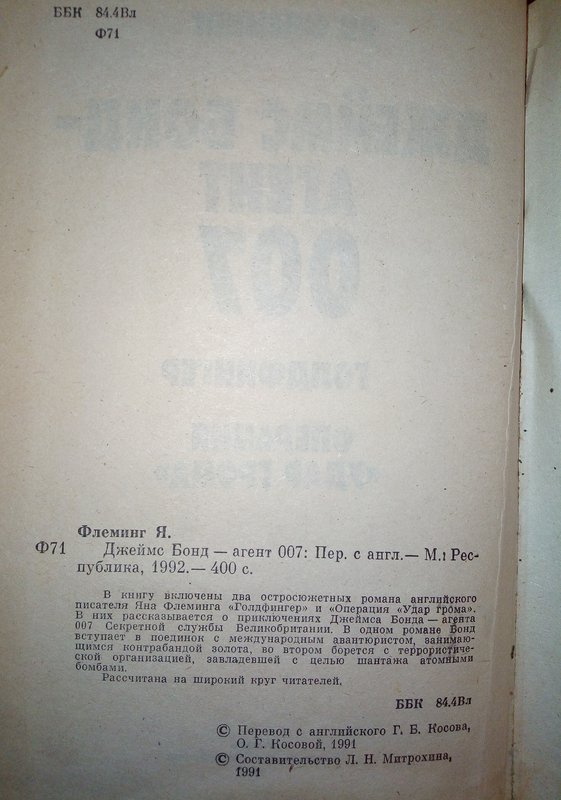 ББК 84.4Вл
Ф71
Флеминг Я.
Ф71 Джеймс Бонд — агент 007: Пер. с англ.— М.: Рес-
публика, 1992.— 400 с.
В книгу включены два остросюжетных романа английского
писателя Яна Флеминга «Голдфингер» и «Операция «Удар грома».
В них рассказывается о приключениях Джеймса Бонда — агента
007 Секретной службы Великобритании. В одном романе Бонд
вступает в поединок с международным авантюристом, занимаю-
щимся контрабандой золота, во втором борется с террористиче-
ской организацией, завладевшей с целью шантажа атомными
бомбами.
Рассчитана на широкий круг читателей.
ББК 84.4Вл
© Перевод с английского Г. Б. Косова,
О. Г. Косовой, 1991
© Составительство Л. Н. Митрохина,
1991